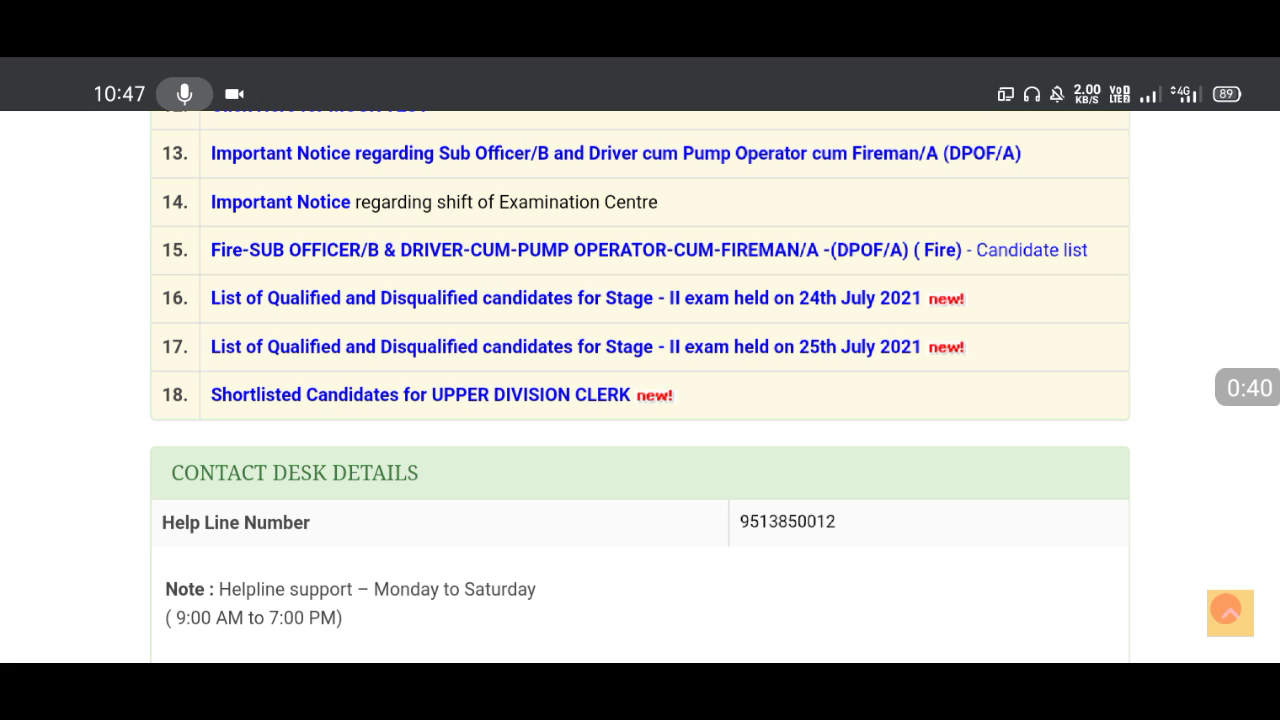 10:47 2.00 KB/S Vo LTE 4G 89
13. Important Notice regarding Sub Officer/B and Driver cum Pump Operator cum Fireman/A (DPOF/A)
14. Important Notice regarding shift of Examination Centre
15. Fire-SUB OFFICER/B & DRIVER-CUM-PUMP OPERATOR-CUM-FIREMAN/A -(DPOF/A) ( Fire) - Candidate list
16. List of Qualified and Disqualified candidates for Stage - II exam held on 24th July 2021 new!
17. List of Qualified and Disqualified candidates for Stage - II exam held on 25th July 2021 new!
0:40
18. Shortlisted Candidates for UPPER DIVISION CLERK new!
CONTACT DESK DETAILS
Help Line Number 9513850012
Note : Helpline support – Monday to Saturday
( 9:00 AM to 7:00 PM)